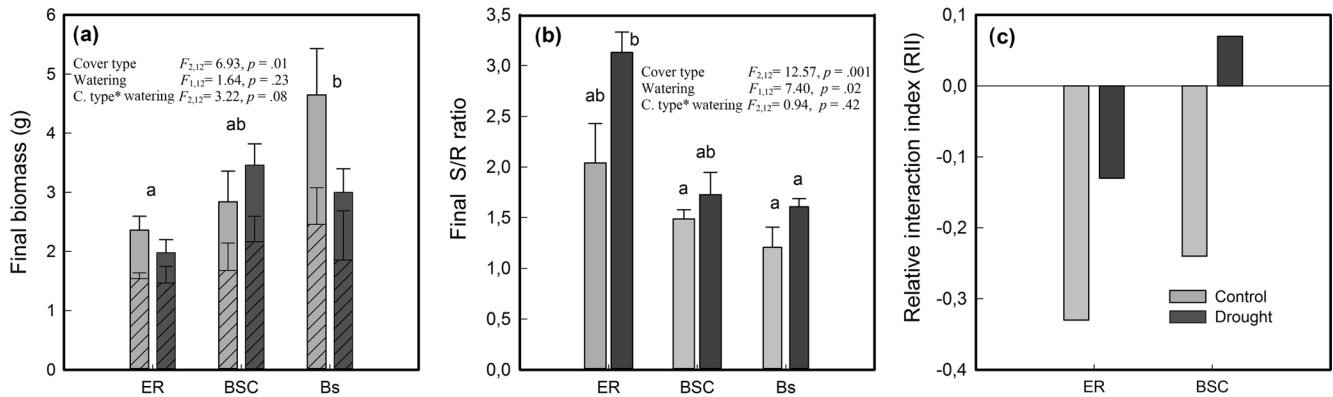 (a)
Cover type F2,12= 6.93, p = .01
Watering F1,12= 1.64, p = .23
C. type* watering F2,12= 3.22, p = .08
a
ab
b
Final biomass (g)
6
5
4
3
2
1
0
ER BSC Bs
(b)
Cover type F2,12= 12.57, p = .001
Watering F1,12= 7.40, p = .02
C. type* watering F2,12= 0.94, p = .42
ab
b
a
ab
a
a
Final S/R ratio
3,5
3,0
2,5
2,0
1,5
1,0
0,5
0,0
ER BSC Bs
(c)
Relative interaction index (RII)
0,1
0,0
-0,1
-0,2
-0,3
-0,4
Control
Drought
ER BSC